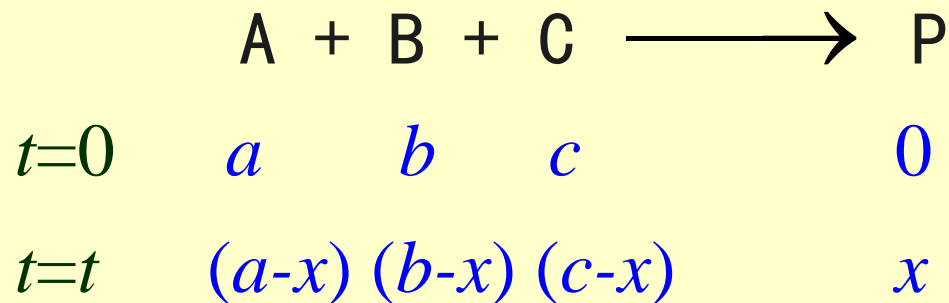 A + B + C ⟶ P
t=0 a b c 0
t=t (a-x) (b-x) (c-x) x